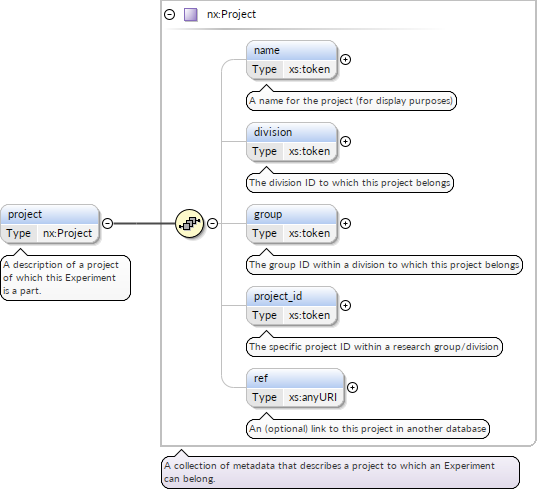 nx:Project
name
Type xs:token
A name for the project (for display purposes)
division
Type xs:token
The division ID to which this project belongs
project
Type nx:Project
A description of a project
of which this Experiment
is a part.
group
Type xs:token
The group ID within a division to which this project belongs
project_id
Type xs:token
The specific project ID within a research group/division
ref
Type xs:anyURI
An (optional) link to this project in another database
A collection of metadata that describes a project to which an Experiment
can belong.